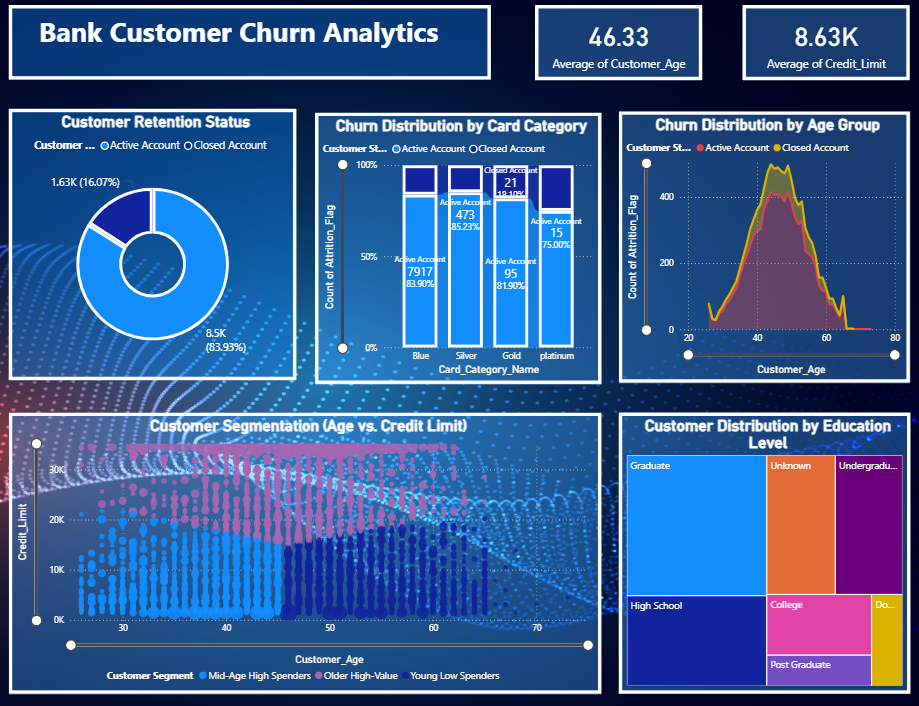 Bank Customer Churn Analytics
46.33
Average of Customer_Age
8.63K
Average of Credit_Limit
Customer Retention Status
Customer ... Active Account Closed Account
1.63K (16.07%)
8.5K
(83.93%)
Churn Distribution by Card Category
Customer St... Active Account Closed Account
Count of Attrition_Flag
100%
50%
0%
Active Account
7917
83.90%
Active Account
473
85.23%
Closed Account
21
18.10%
Active Account
95
81.90%
Active Account
15
75.00%
Blue
Silver
Gold
platinum
Card_Category_Name
Churn Distribution by Age Group
Customer St... Active Account Closed Account
Count of Attrition_Flag
400
200
0
20
40
60
80
Customer_Age
Customer Segmentation (Age vs. Credit Limit)
Credit_Limit
30K
20K
10K
0K
30
40
50
60
70
Customer_Age
Customer Segment Mid-Age High Spenders Older High-Value Young Low Spenders
Customer Distribution by Education
Level
Graduate
Unknown
Undergradu...
High School
College
Do...
Post Graduate